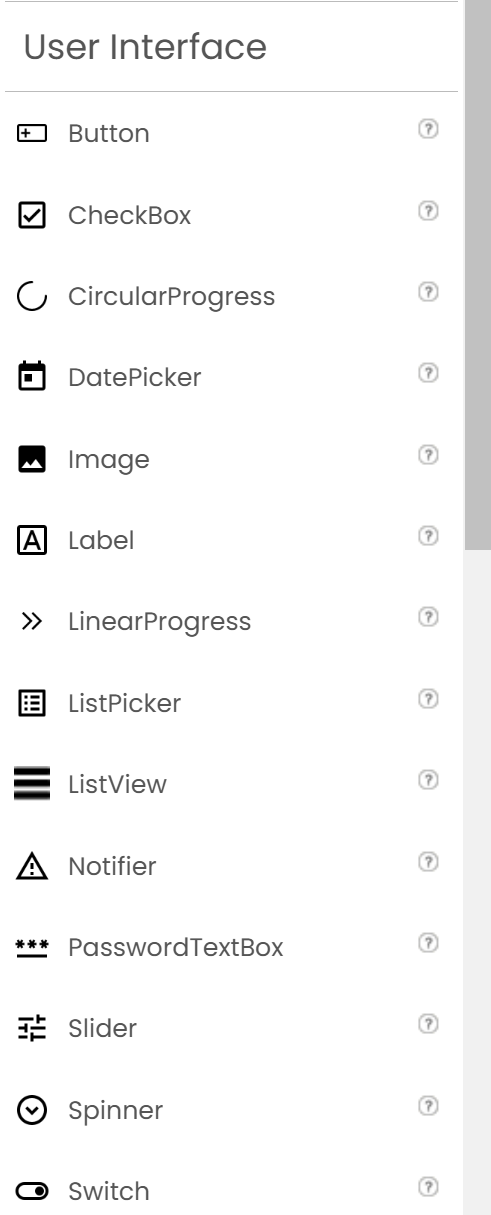 User Interface
Button ?
CheckBox ?
CircularProgress ?
DatePicker ?
Image ?
A Label ?
LinearProgress ?
ListPicker ?
ListView ?
Notifier ?
*** PasswordTextBox ?
Slider ?
Spinner ?
Switch ?